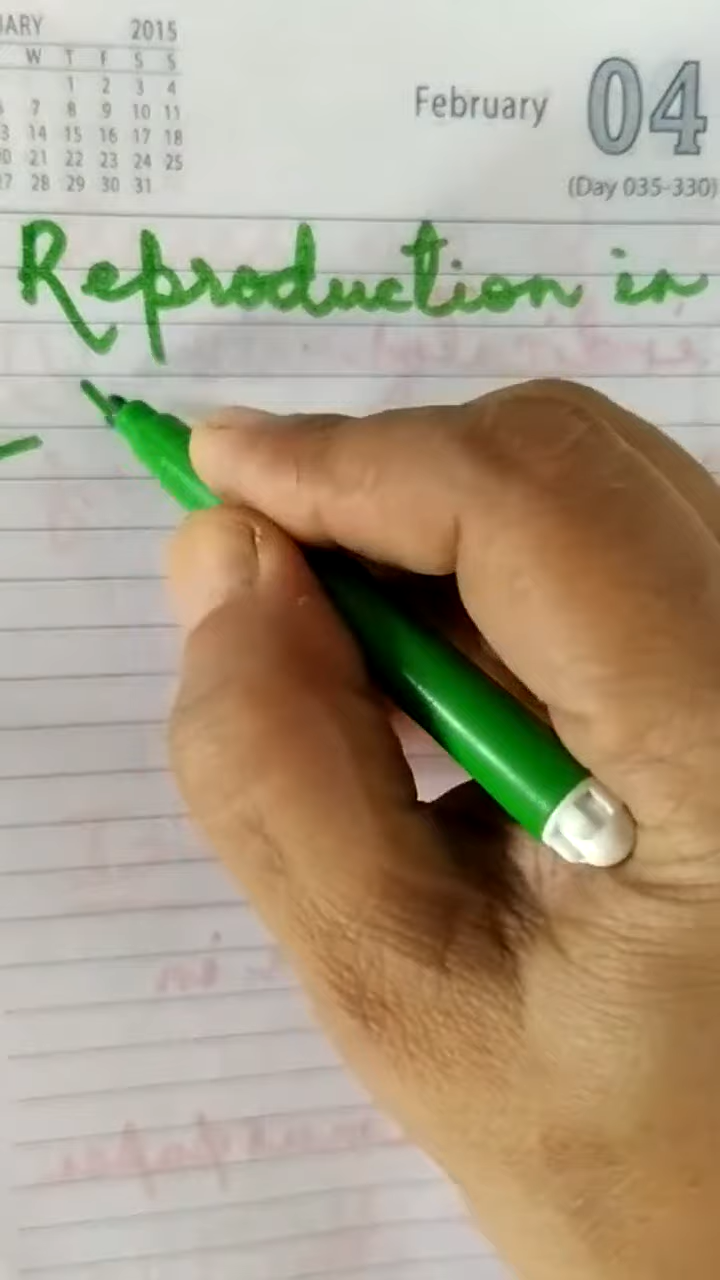 UARY 2015
W T F S S
1 2 3 4
7 8 9 10 11
14 15 16 17 18
21 22 23 24 25
28 29 30 31
February 04
(Day 035-330)
Reproduction in